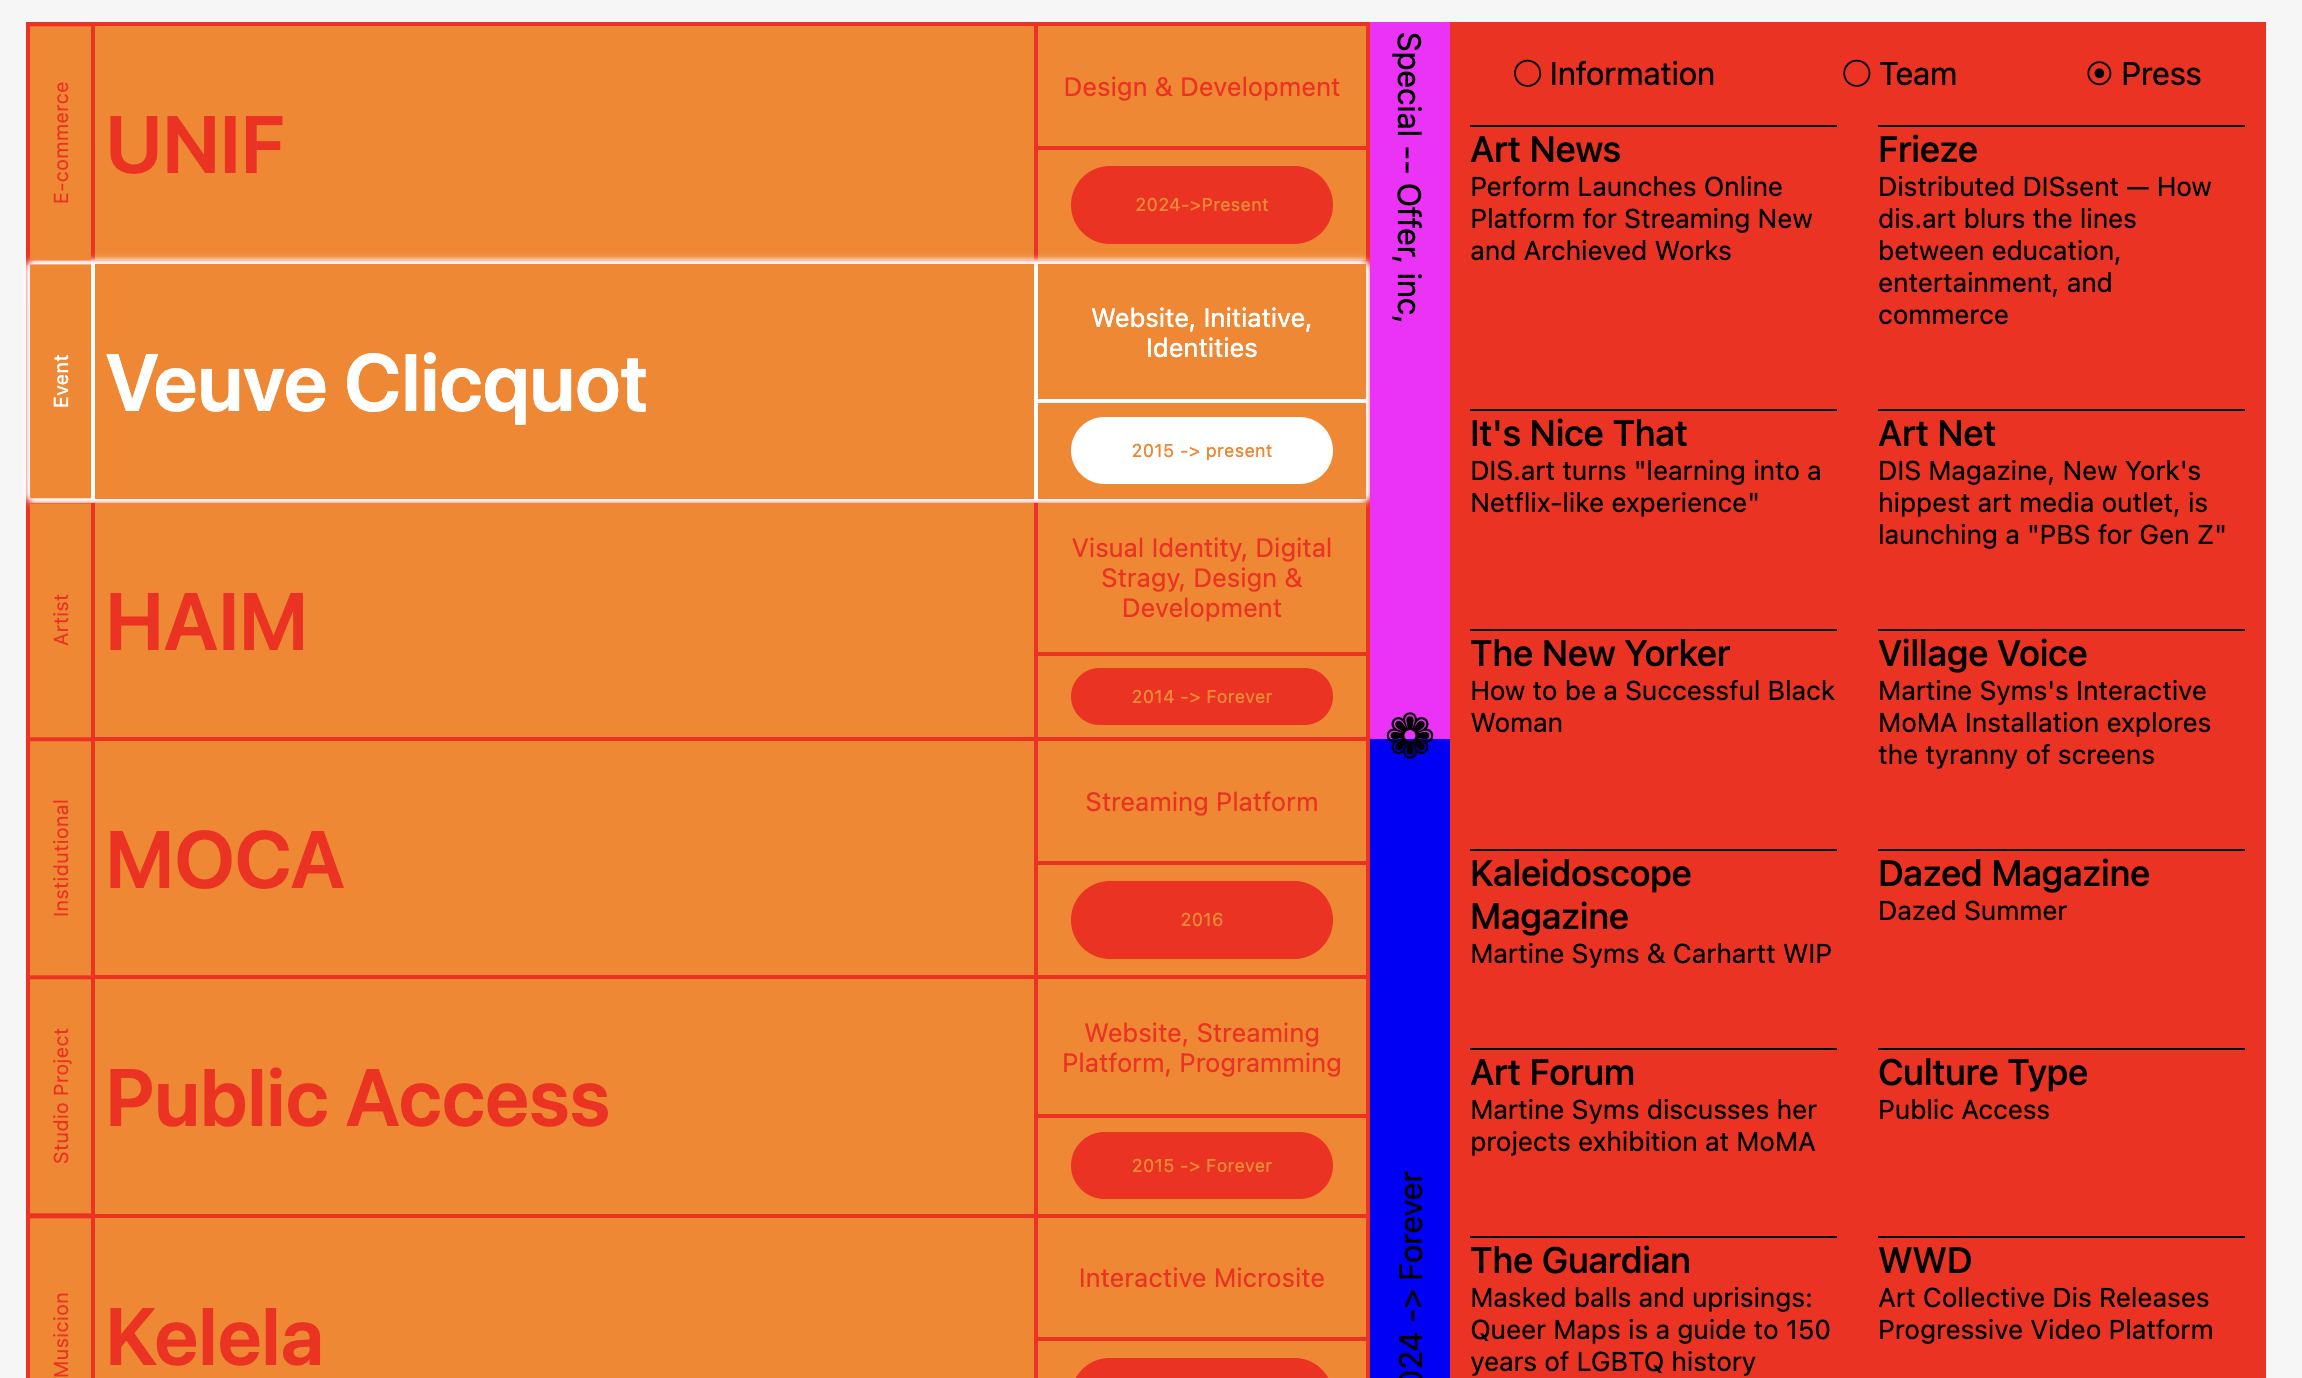 E-commerce
UNIF
Design & Development
2024->Present
Event
Veuve Clicquot
Website, Initiative,
Identities
2015 -> present
Artist
HAIM
Visual Identity, Digital
Stragy, Design &
Development
2014 -> Forever
Instidutional
MOCA
Streaming Platform
2016
Studio Project
Public Access
Website, Streaming
Platform, Programming
2015 -> Forever
Musicion
Kelela
Interactive Microsite
Special -- Offer, inc,
024 -> Forever
Information
Team
Press
Art News
Perform Launches Online
Platform for Streaming New
and Archieved Works
Frieze
Distributed DISsent — How
dis.art blurs the lines
between education,
entertainment, and
commerce
It's Nice That
DIS.art turns "learning into a
Netflix-like experience"
Art Net
DIS Magazine, New York's
hippest art media outlet, is
launching a "PBS for Gen Z"
The New Yorker
How to be a Successful Black
Woman
Village Voice
Martine Syms's Interactive
MoMA Installation explores
the tyranny of screens
Kaleidoscope
Magazine
Martine Syms & Carhartt WIP
Dazed Magazine
Dazed Summer
Art Forum
Martine Syms discusses her
projects exhibition at MoMA
Culture Type
Public Access
The Guardian
Masked balls and uprisings:
Queer Maps is a guide to 150
years of LGBTQ history
WWD
Art Collective Dis Releases
Progressive Video Platform